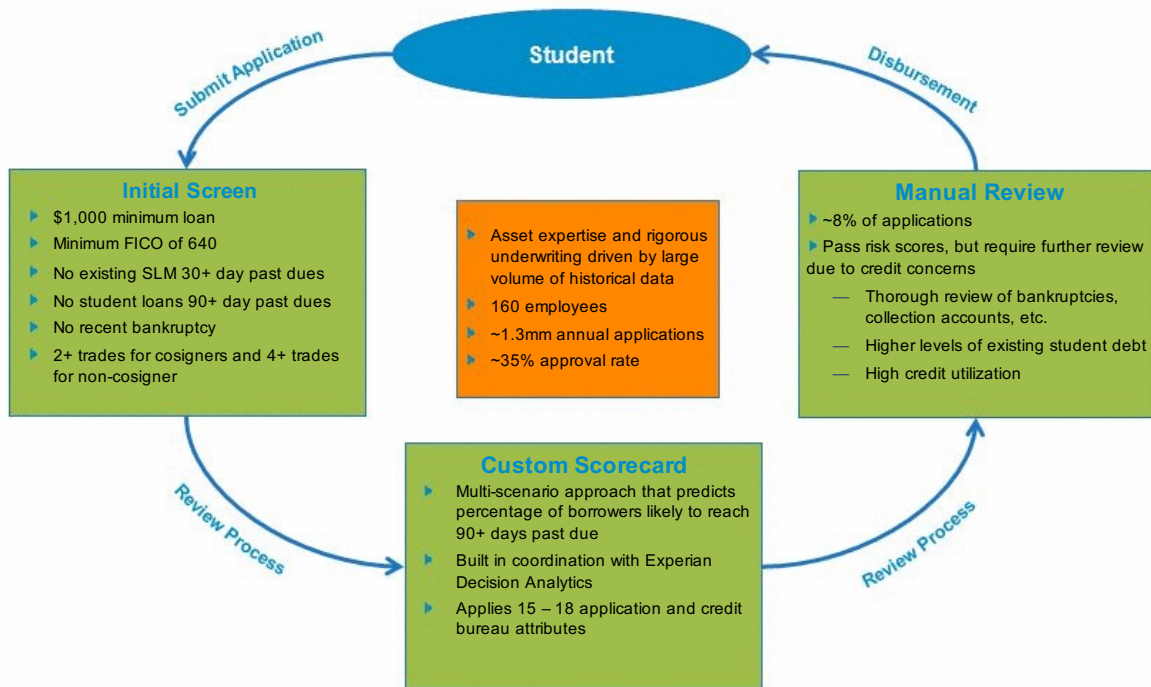 Student
Submit Application
Disbursement
Initial Screen
$1,000 minimum loan
Minimum FICO of 640
No existing SLM 30+ day past dues
No student loans 90+ day past dues
No recent bankruptcy
2+ trades for cosigners and 4+ trades
for non-cosigner
Asset expertise and rigorous
underwriting driven by large
volume of historical data
160 employees
~1.3mm annual applications
~35% approval rate
Manual Review
~8% of applications
Pass risk scores, but require further review
due to credit concerns
— Thorough review of bankruptcies,
collection accounts, etc.
— Higher levels of existing student debt
— High credit utilization
Review Process
Custom Scorecard
Multi-scenario approach that predicts
percentage of borrowers likely to reach
90+ days past due
Built in coordination with Experian
Decision Analytics
Applies 15 – 18 application and credit
bureau attributes
Review Process